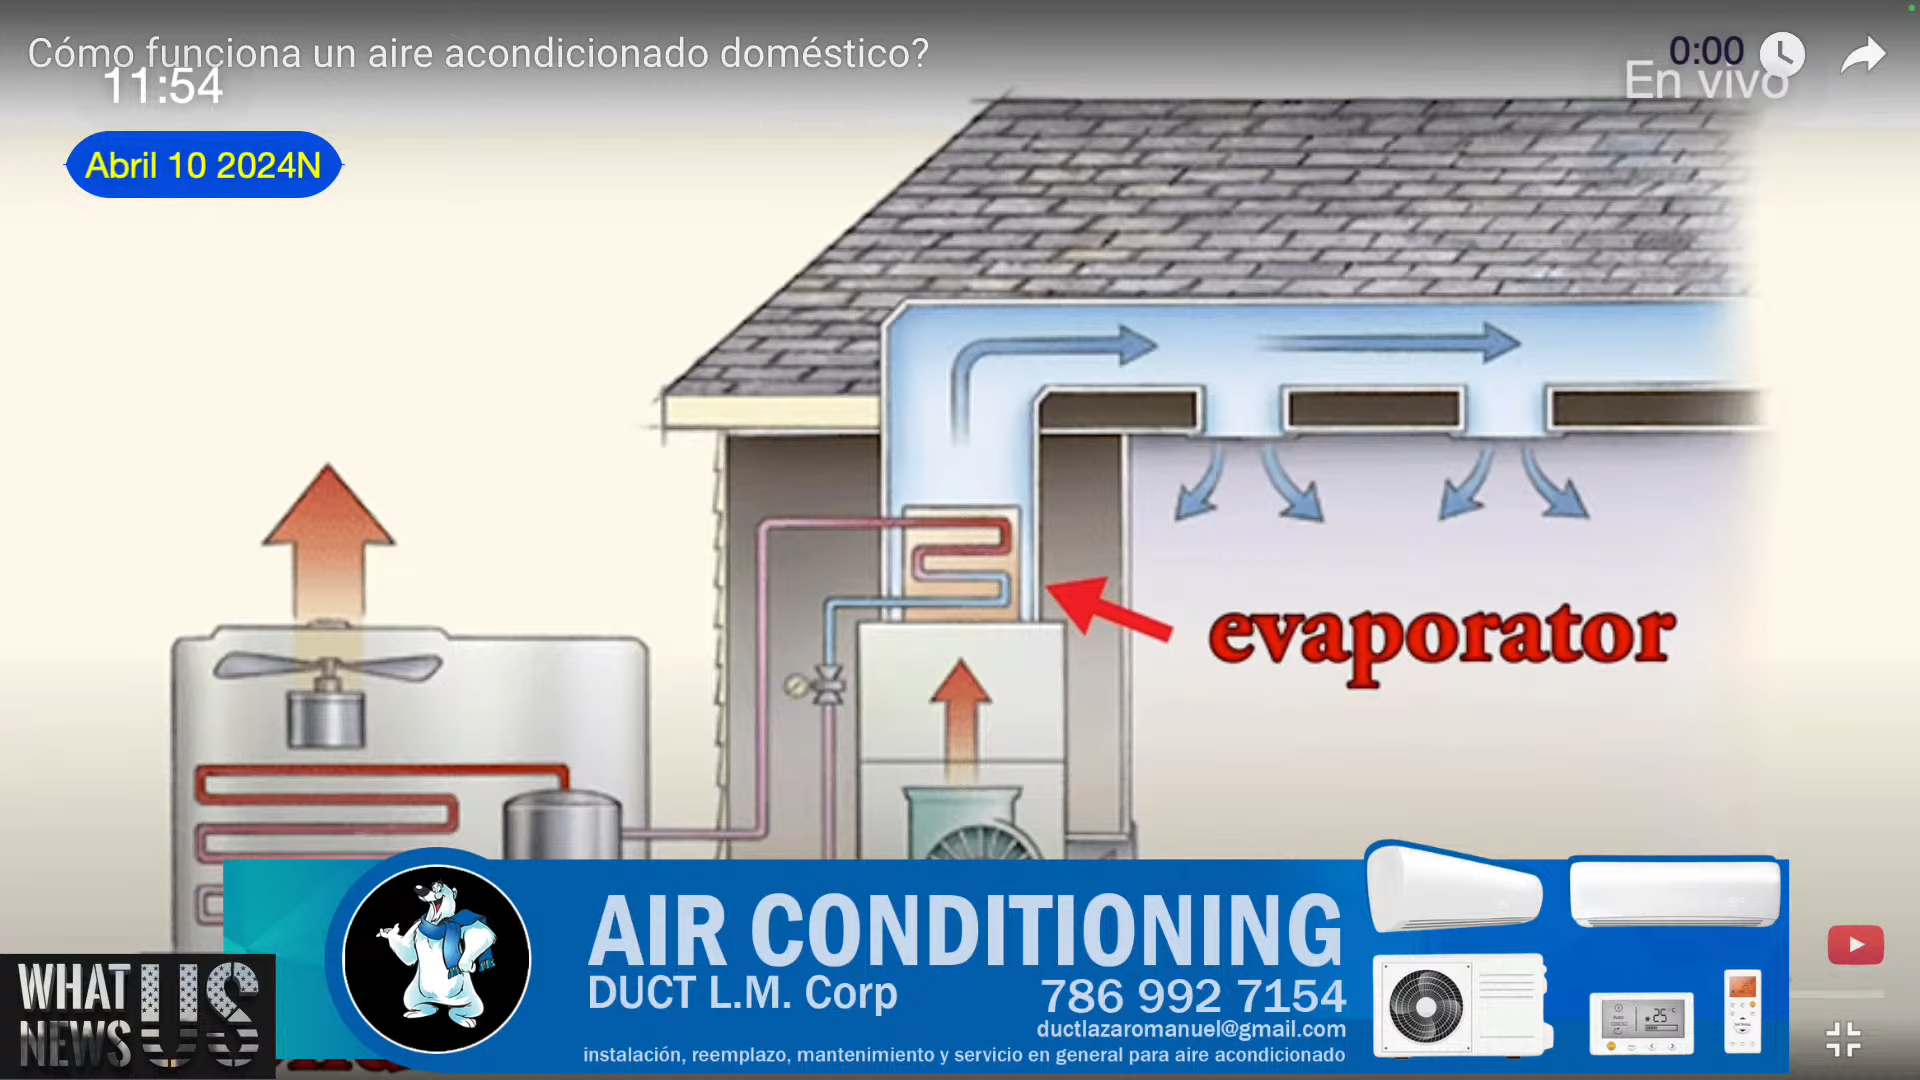 Cómo funciona un aire acondicionado doméstico?
0:00
11:54
En vivo
Abril 10 2024N
evaporator
AIR CONDITIONING
DUCT L.M. Corp
786 992 7154
ductlazaromanuel@gmail.com
instalación, reemplazo, mantenimiento y servicio en general para aire acondicionado
WHAT
NEWS
US
25